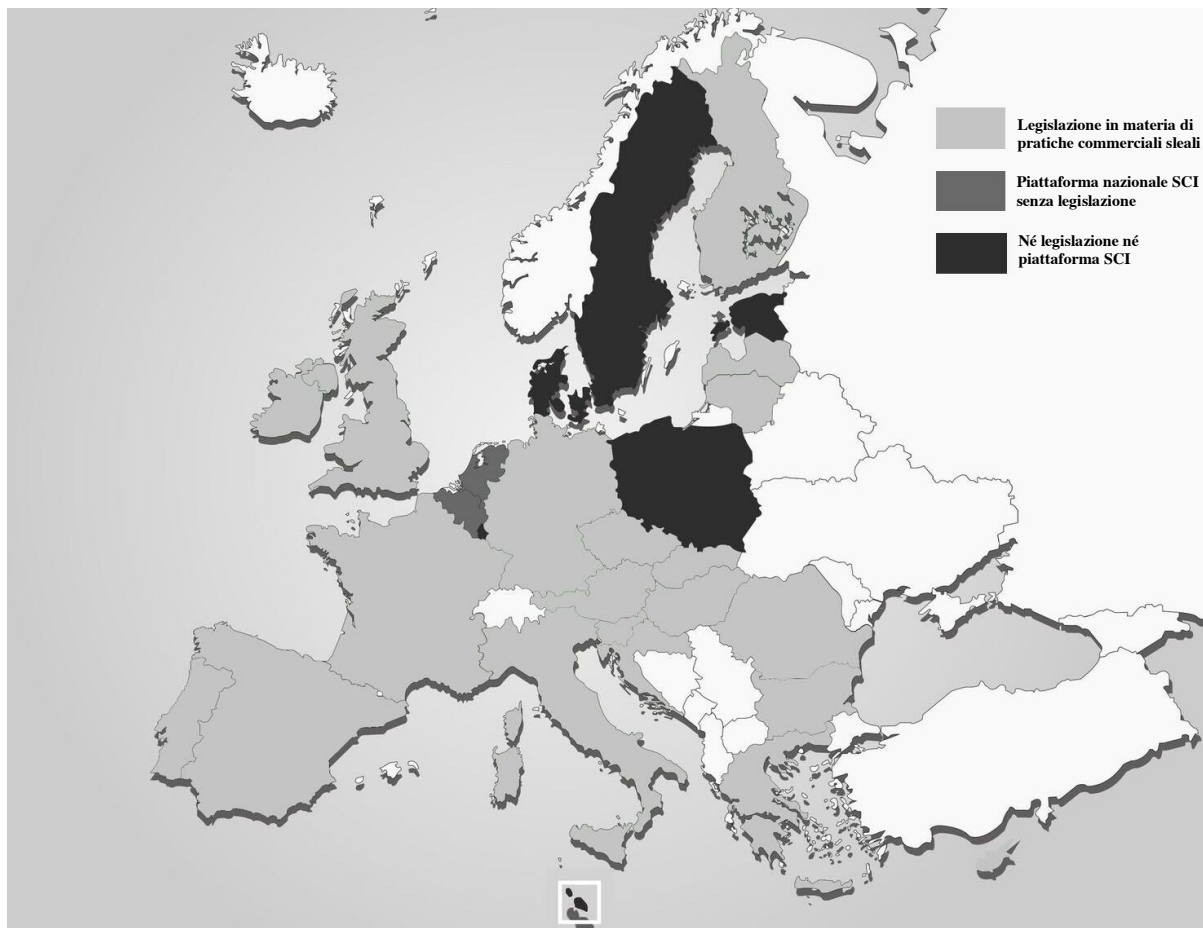 Legislazione in materia di
pratiche commerciali sleali
Piattaforma nazionale SCI
senza legislazione
Né legislazione né
piattaforma SCI